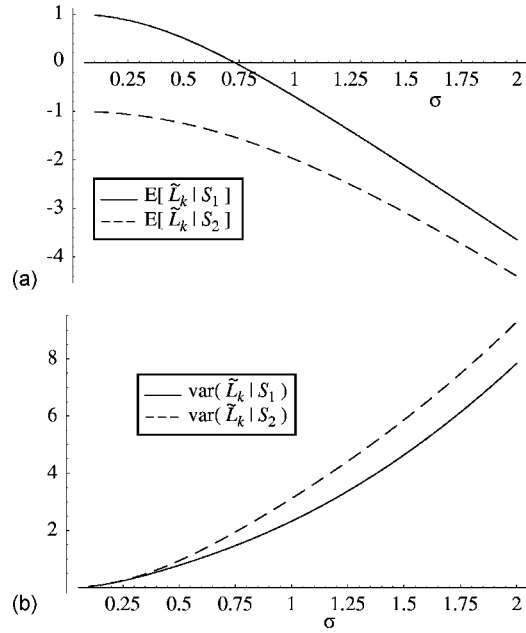 1
0
0.25 0.5 0.75 1 1.25 1.5 1.75 2
σ
-1
-2
-3
-4
E[ L̃ₖ | S₁ ]
E[ L̃ₖ | S₂ ]
(a)
8
6
4
2
var( L̃ₖ | S₁ )
var( L̃ₖ | S₂ )
0.25 0.5 0.75 1 1.25 1.5 1.75 2
σ
(b)